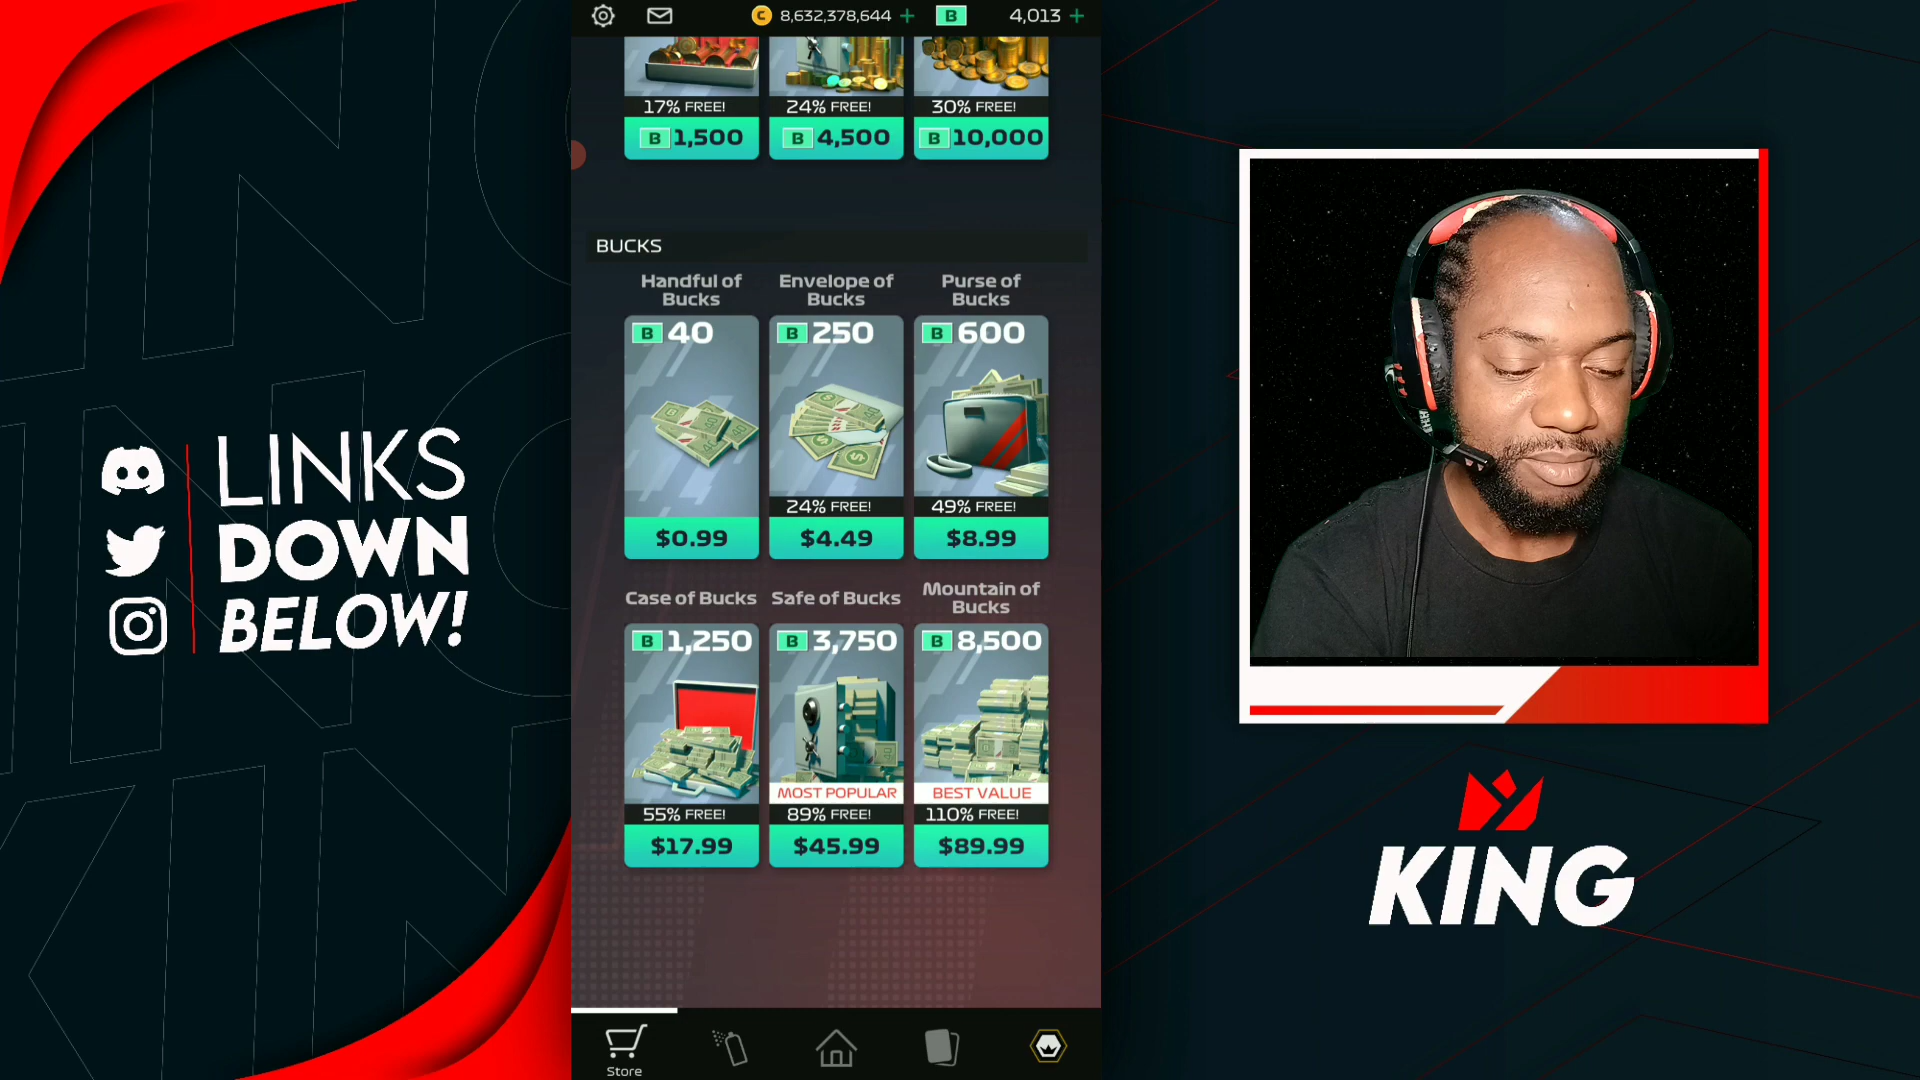 8,632,378,644
B
4,013
17% FREE!
24% FREE!
30% FREE!
B 1,500
B 4,500
B 10,000
BUCKS
Handful of Bucks
Envelope of Bucks
Purse of Bucks
B 40
B 250
B 600
24% FREE!
49% FREE!
$0.99
$4.49
$8.99
Case of Bucks
Safe of Bucks
Mountain of Bucks
B 1,250
B 3,750
B 8,500
MOST POPULAR
BEST VALUE
55% FREE!
89% FREE!
110% FREE!
$17.99
$45.99
$89.99
Store
LINKS
DOWN
BELOW!
KING